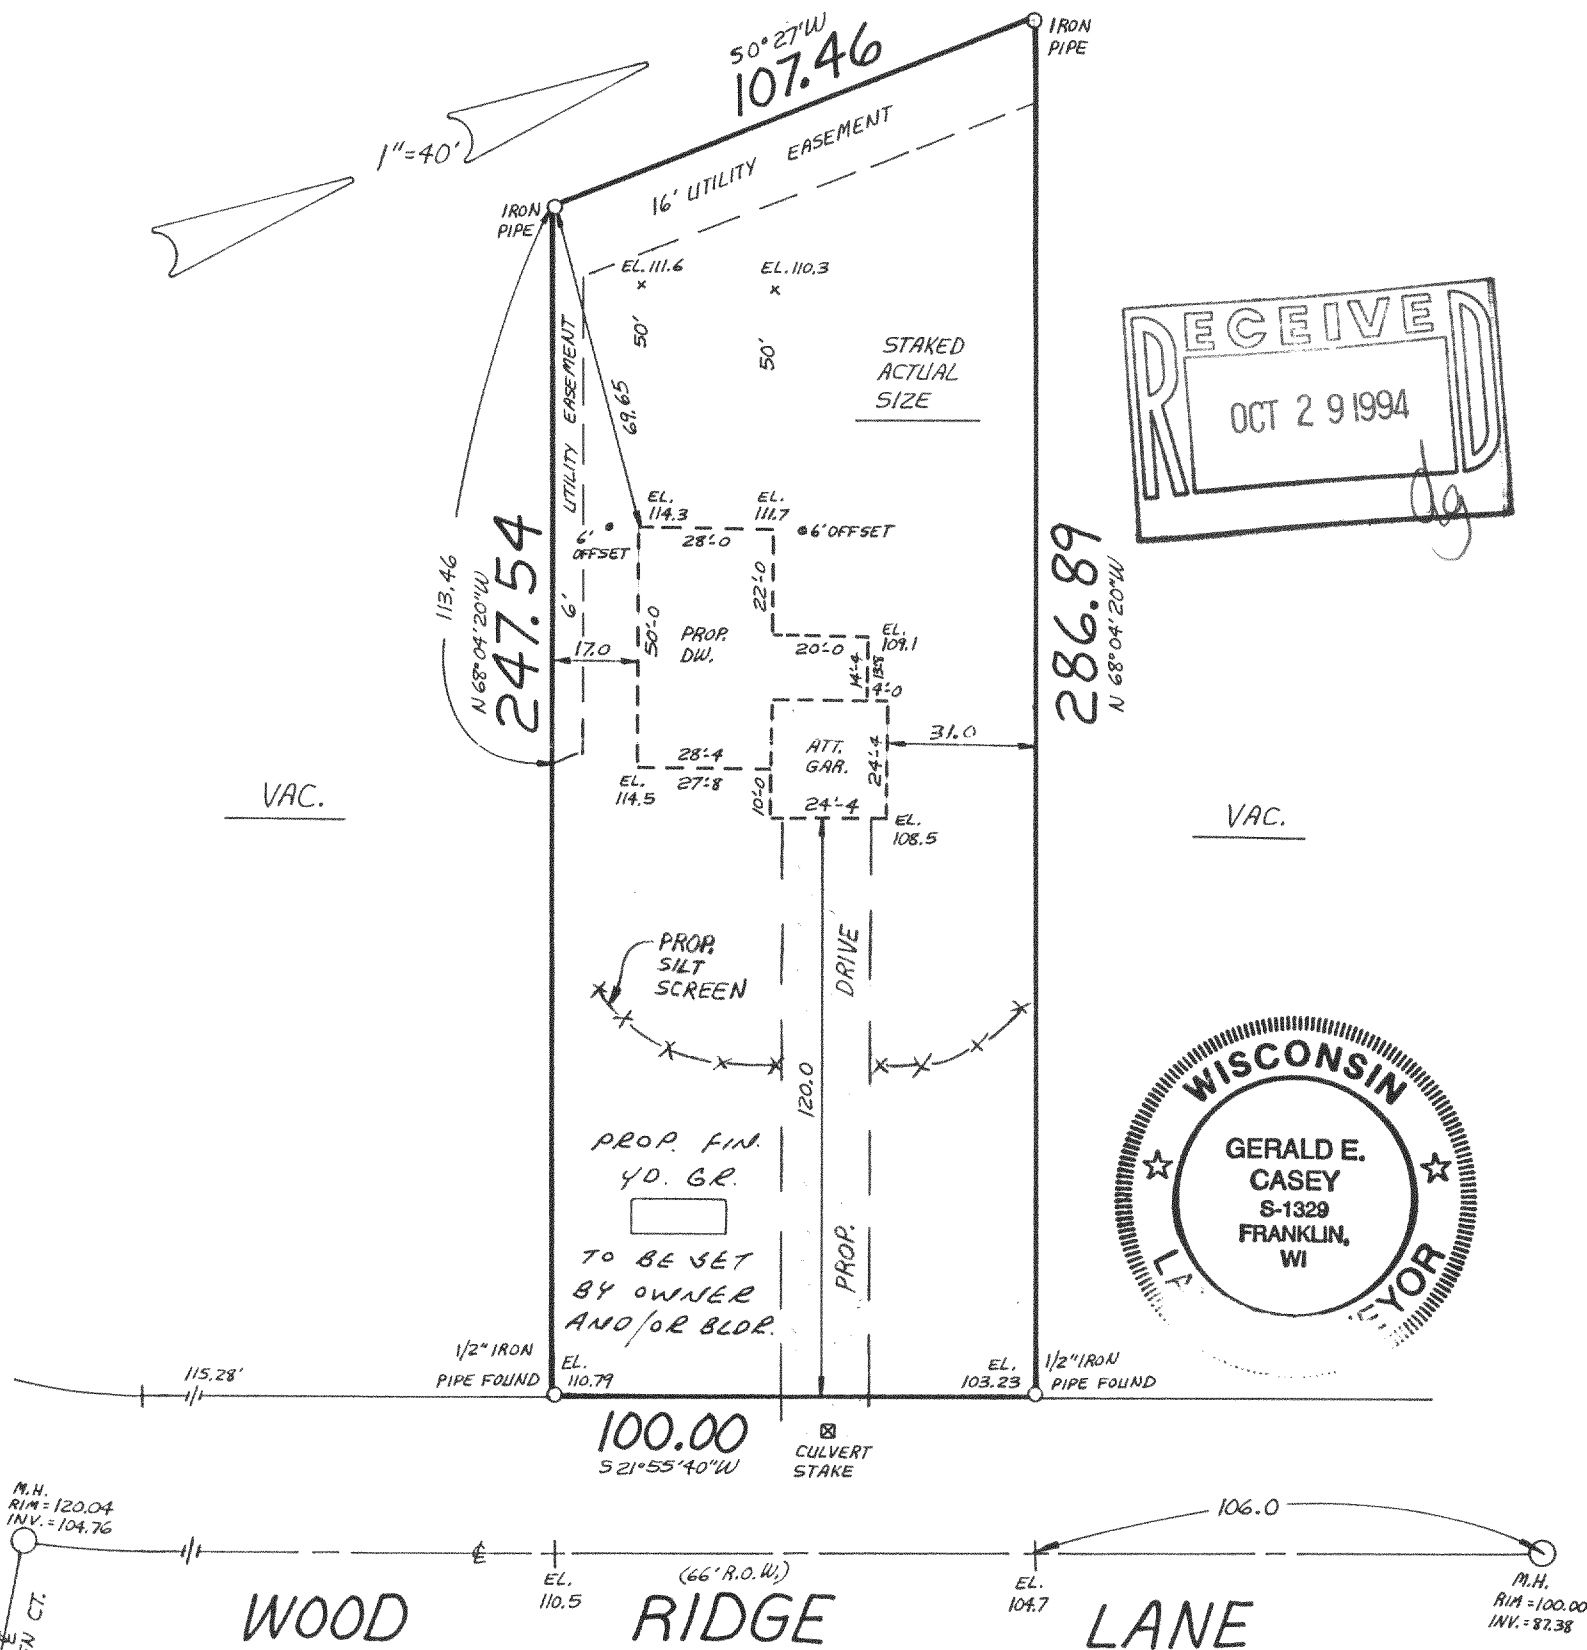 50°27'W
107.46
IRON
PIPE
1"=40'
16' UTILITY EASEMENT
IRON
PIPE
EL. 111.6
x
EL. 110.3
x
50'
50'
UTILITY EASEMENT
69.65
STAKED
ACTUAL
SIZE
RECEIVED
OCT 2 9 1994
EL.
114.3
EL.
111.7
6'
OFFSET
6' OFFSET
28'-0
22'-0
113.46
N 68°04'20"W
247.54
6'
17.0
50'-0
PROP.
DW.
20'-0
EL.
109.1
14'-4
13'8
4'-0
286.89
N 68°04'20"W
31.0
ATT.
GAR.
24'-4
28'-4
27'-8
10'-0
24'-4
EL.
114.5
EL.
108.5
VAC.
VAC.
PROP.
SILT
SCREEN
DRIVE
120.0
PROP.
PROP. FIN.
YD. GR.
TO BE SET
BY OWNER
AND/OR BLDR.
WISCONSIN
GERALD E.
CASEY
S-1329
FRANKLIN,
WI
1/2" IRON
PIPE FOUND
EL.
110.79
EL.
103.23
1/2" IRON
PIPE FOUND
115.28'
100.00
S 21°55'40"W
CULVERT
STAKE
M.H.
RIM = 120.04
INV. = 104.76
106.0
EL.
110.5
(66' R.O.W.)
EL.
104.7
M.H.
RIM = 100.00
INV. = 87.38
CT.
WOOD RIDGE LANE